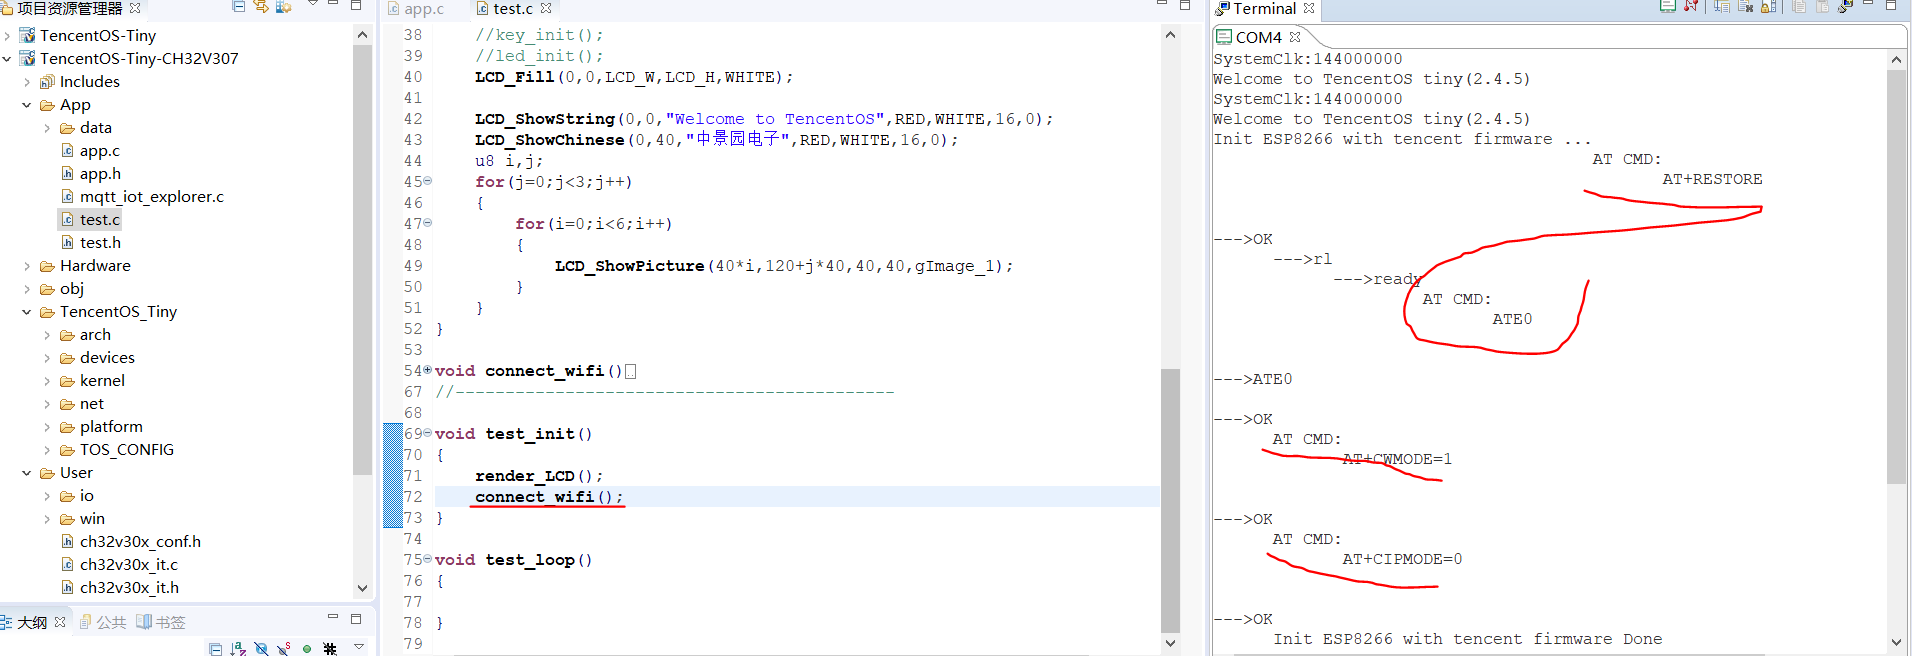 项目资源管理器
TencentOS-Tiny
TencentOS-Tiny-CH32V307
Includes
App
data
app.c
app.h
mqtt_iot_explorer.c
test.c
test.h
Hardware
obj
TencentOS_Tiny
arch
devices
kernel
net
platform
TOS_CONFIG
User
io
win
ch32v30x_conf.h
ch32v30x_it.c
ch32v30x_it.h
大纲 公共 书签
app.c test.c
38 //key_init();
39 //led_init();
40 LCD_Fill(0,0,LCD_W,LCD_H,WHITE);
41
42 LCD_ShowString(0,0,"Welcome to TencentOS",RED,WHITE,16,0);
43 LCD_ShowChinese(0,40,"中景园电子",RED,WHITE,16,0);
44 u8 i,j;
45 for(j=0;j<3;j++)
46 {
47 for(i=0;i<6;i++)
48 {
49 LCD_ShowPicture(40*i,120+j*40,40,40,gImage_1);
50 }
51 }
52 }
53
54 void connect_wifi()
67 //--------------------------------------------
68
69 void test_init()
70 {
71 render_LCD();
72 connect_wifi();
73 }
74
75 void test_loop()
76 {
77
78 }
79
Terminal
COM4
SystemClk:144000000
Welcome to TencentOS tiny(2.4.5)
SystemClk:144000000
Welcome to TencentOS tiny(2.4.5)
Init ESP8266 with tencent firmware ...
AT CMD:
AT+RESTORE
--->OK
--->rl
--->ready
AT CMD:
ATE0
--->ATE0
--->OK
AT CMD:
AT+CWMODE=1
--->OK
AT CMD:
AT+CIPMODE=0
--->OK
Init ESP8266 with tencent firmware Done